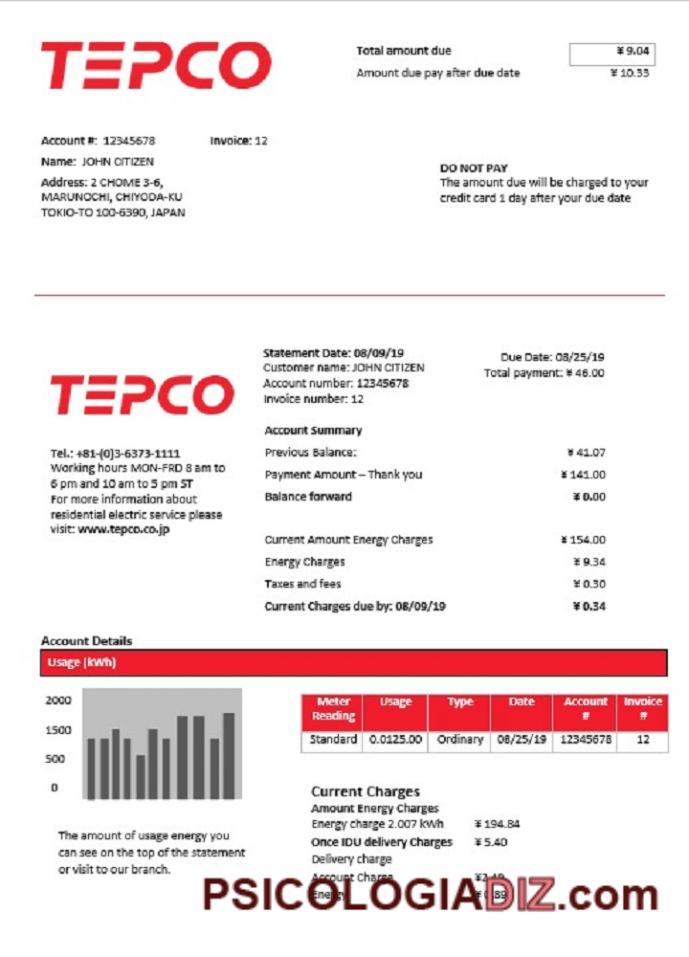 TEPCO
Total amount due ¥ 9.04
Amount due pay after due date ¥ 10.33
Account #: 12345678 Invoice: 12
Name: JOHN CITIZEN
Address: 2 CHOME 3-6,
MARUNOCHI, CHIYODA-KU
TOKIO-TO 100-6390, JAPAN
DO NOT PAY
The amount due will be charged to your
credit card 1 day after your due date
TEPCO
Tel.: +81-(0)3-6373-1111
Working hours MON-FRD 8 am to
6 pm and 10 am to 5 pm ST
For more information about
residential electric service please
visit: www.tepco.co.jp
Statement Date: 08/09/19
Customer name: JOHN CITIZEN
Account number: 12345678
Invoice number: 12
Due Date: 08/25/19
Total payment: ¥ 46.00
Account Summary
Previous Balance: ¥ 41.07
Payment Amount – Thank you ¥ 141.00
Balance forward ¥ 0.00
Current Amount Energy Charges ¥ 154.00
Energy Charges ¥ 9.34
Taxes and fees ¥ 0.30
Current Charges due by: 08/09/19 ¥ 0.34
Account Details
Usage (kWh)
2000
1500
500
0
The amount of usage energy you
can see on the top of the statement
or visit to our branch.
Meter Reading Usage Type Date Account # Invoice #
Standard 0.0125.00 Ordinary 08/25/19 12345678 12
Current Charges
Amount Energy Charges
Energy charge 2.007 kWh ¥ 194.84
Once IDU delivery Charges ¥ 5.40
Delivery charge
Account Charge
Energy
PSICOLOGIADIZ.com